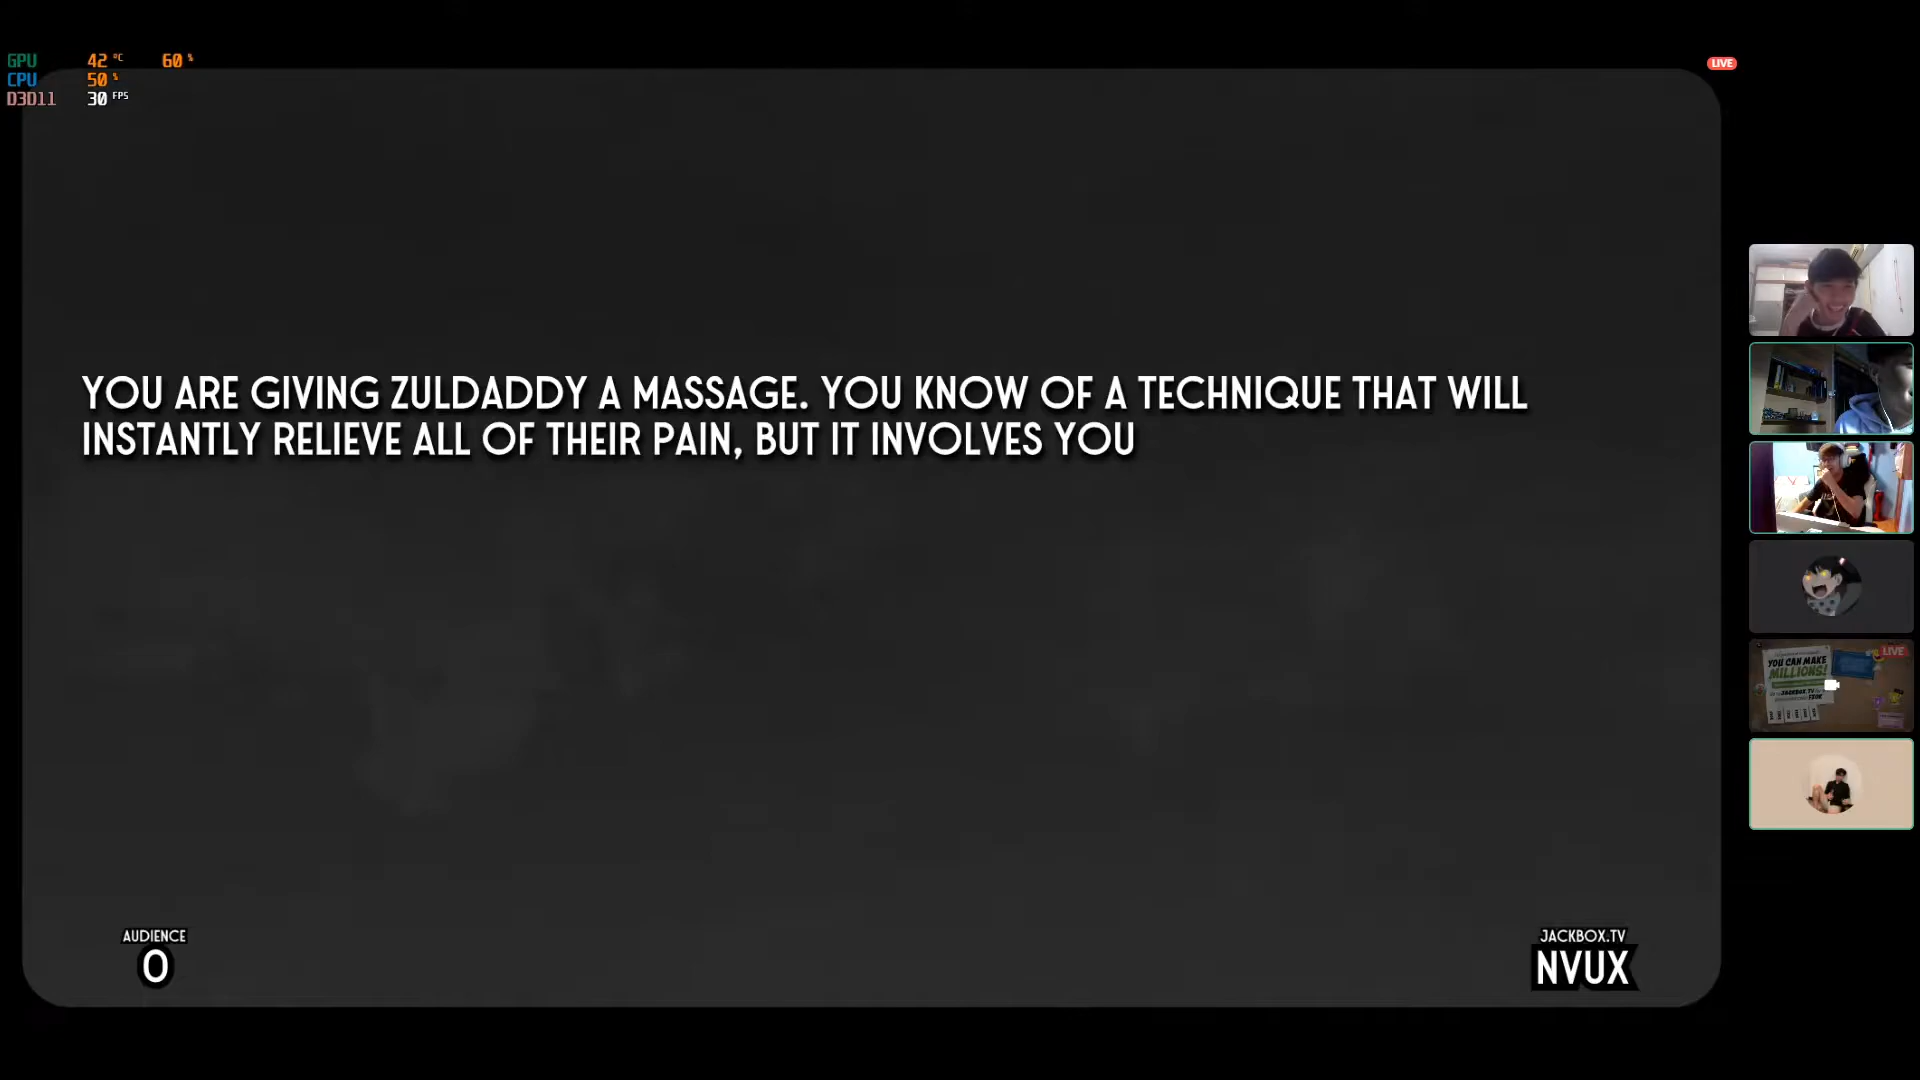 GPU 42 °C 60 %
CPU 50 %
D3D11 30 FPS
LIVE
YOU ARE GIVING ZULDADDY A MASSAGE. YOU KNOW OF A TECHNIQUE THAT WILL
INSTANTLY RELIEVE ALL OF THEIR PAIN, BUT IT INVOLVES YOU
LIVE
YOU CAN MAKE
MILLIONS!
AUDIENCE
0
JACKBOX.TV
NVUX